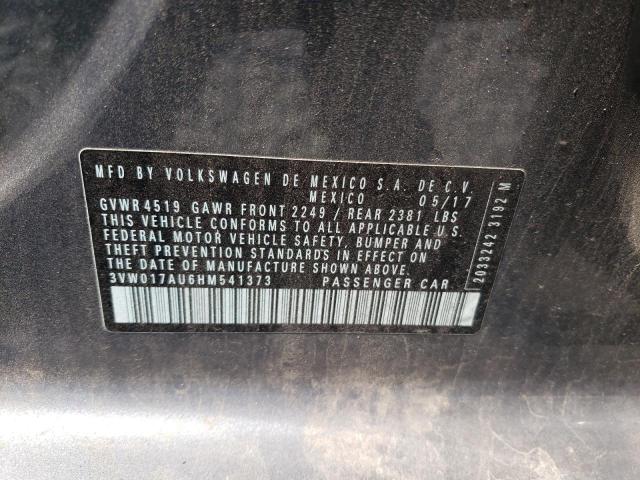 MFD BY VOLKSWAGEN DE MEXICO S.A. DE C.V.
MEXICO 05/17
GVWR 4519 GAWR FRONT 2249 / REAR 2381 LBS
THIS VEHICLE CONFORMS TO ALL APPLICABLE U.S.
FEDERAL MOTOR VEHICLE SAFETY, BUMPER AND
THEFT PREVENTION STANDARDS IN EFFECT ON
THE DATE OF MANUFACTURE SHOWN ABOVE.
3VW017AU6HM541373 PASSENGER CAR
2033242 3192 M